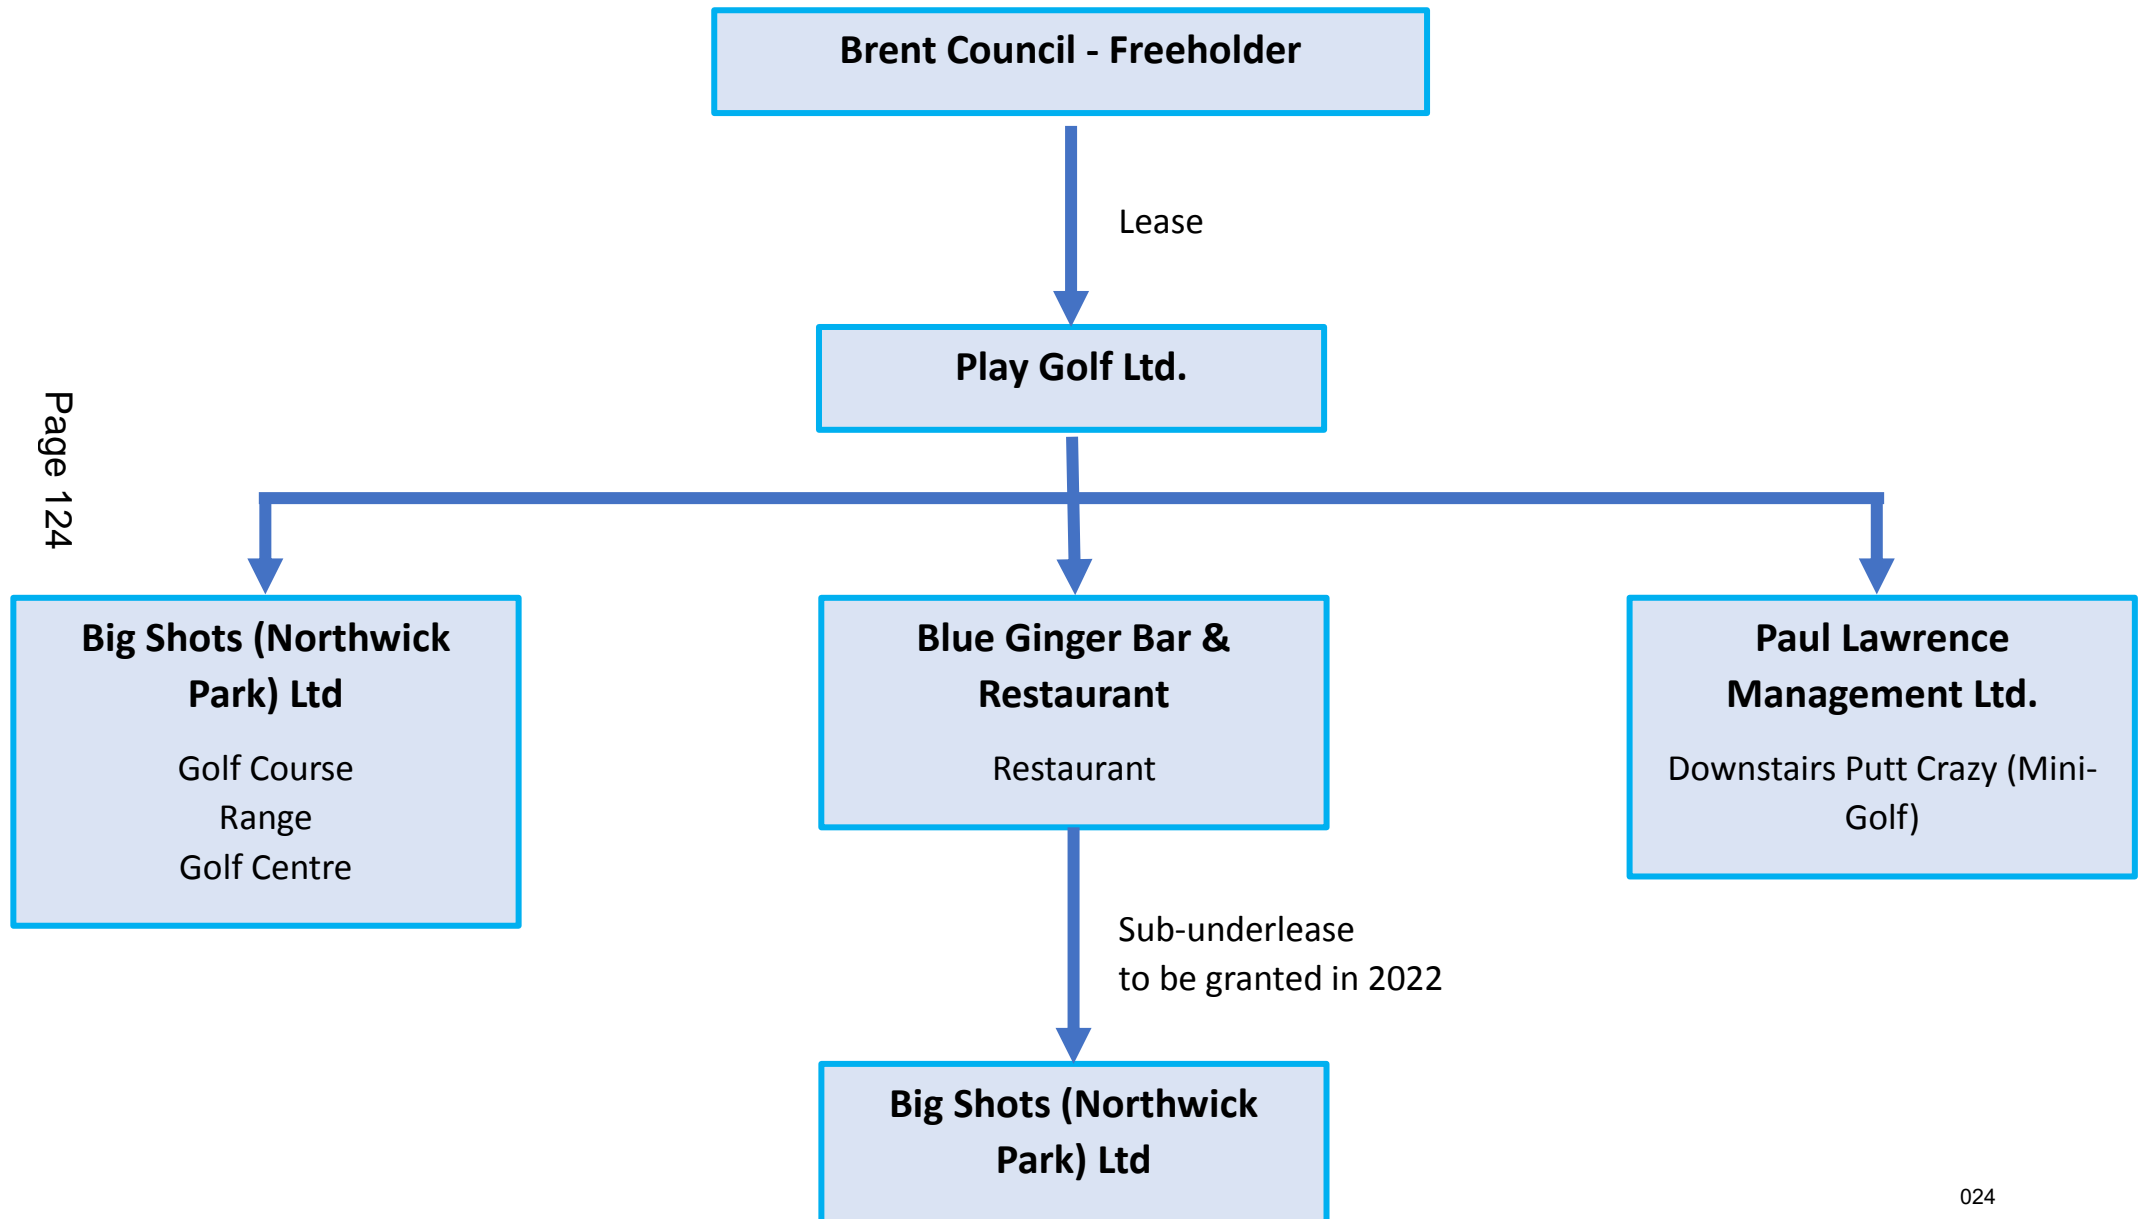 Brent Council - Freeholder
Lease
Play Golf Ltd.
Page 124
Big Shots (Northwick
Park) Ltd
Golf Course
Range
Golf Centre
Blue Ginger Bar &
Restaurant
Restaurant
Paul Lawrence
Management Ltd.
Downstairs Putt Crazy (Mini-
Golf)
Sub-underlease
to be granted in 2022
Big Shots (Northwick
Park) Ltd
024